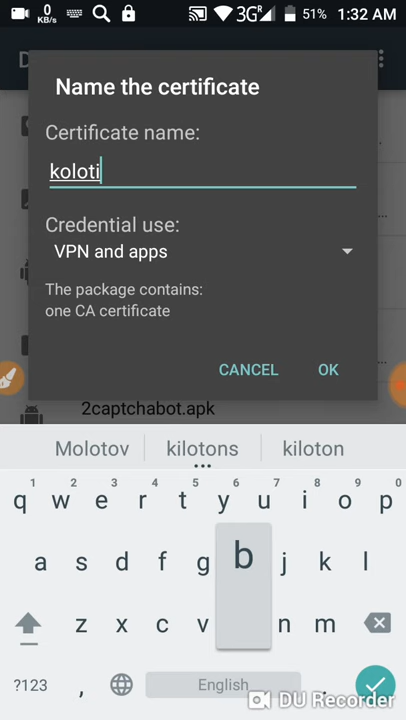 0
KB/s
3G R
51%
1:32 AM
D
Name the certificate
Certificate name:
koloti
Credential use:
VPN and apps
The package contains:
one CA certificate
CANCEL
OK
2captchabot.apk
Molotov
kilotons
kiloton
1 2 3 4 5 6 7 8 9 0
q w e r t y u i o p
a s d f g b j k l
z x c v n m
?123 , English .
DU Recorder